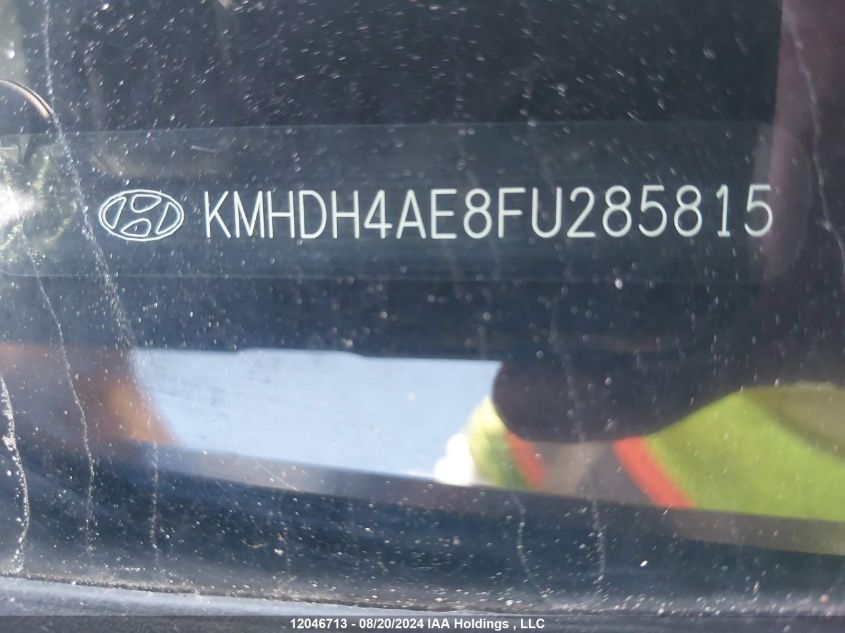 KMHDH4AE8FU285815
12046713 - 08/20/2024 IAA Holdings , LLC